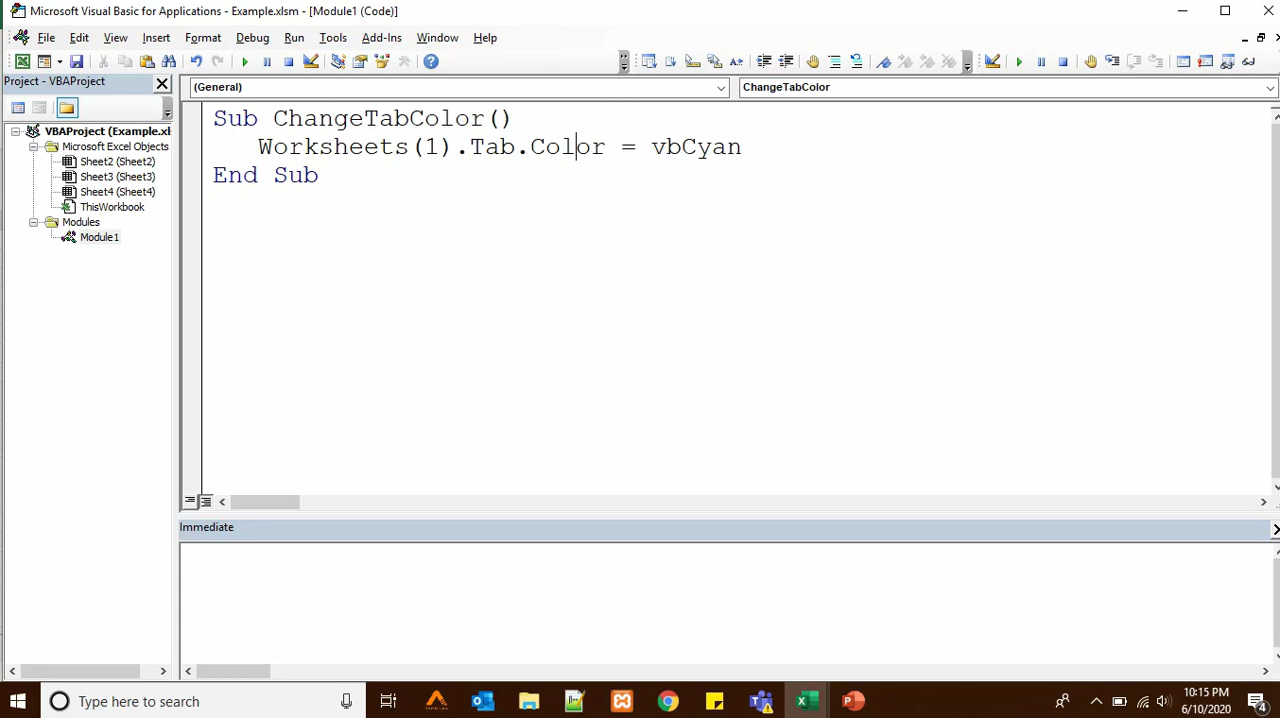 Microsoft Visual Basic for Applications - Example.xlsm - [Module1 (Code)]
File Edit View Insert Format Debug Run Tools Add-Ins Window Help
Project - VBAProject
(General) ChangeTabColor
VBAProject (Example.xl
Microsoft Excel Objects
Sheet2 (Sheet2)
Sheet3 (Sheet3)
Sheet4 (Sheet4)
ThisWorkbook
Modules
Module1
Sub ChangeTabColor()
Worksheets(1).Tab.Color = vbCyan
End Sub
Immediate
Type here to search
10:15 PM
6/10/2020
4